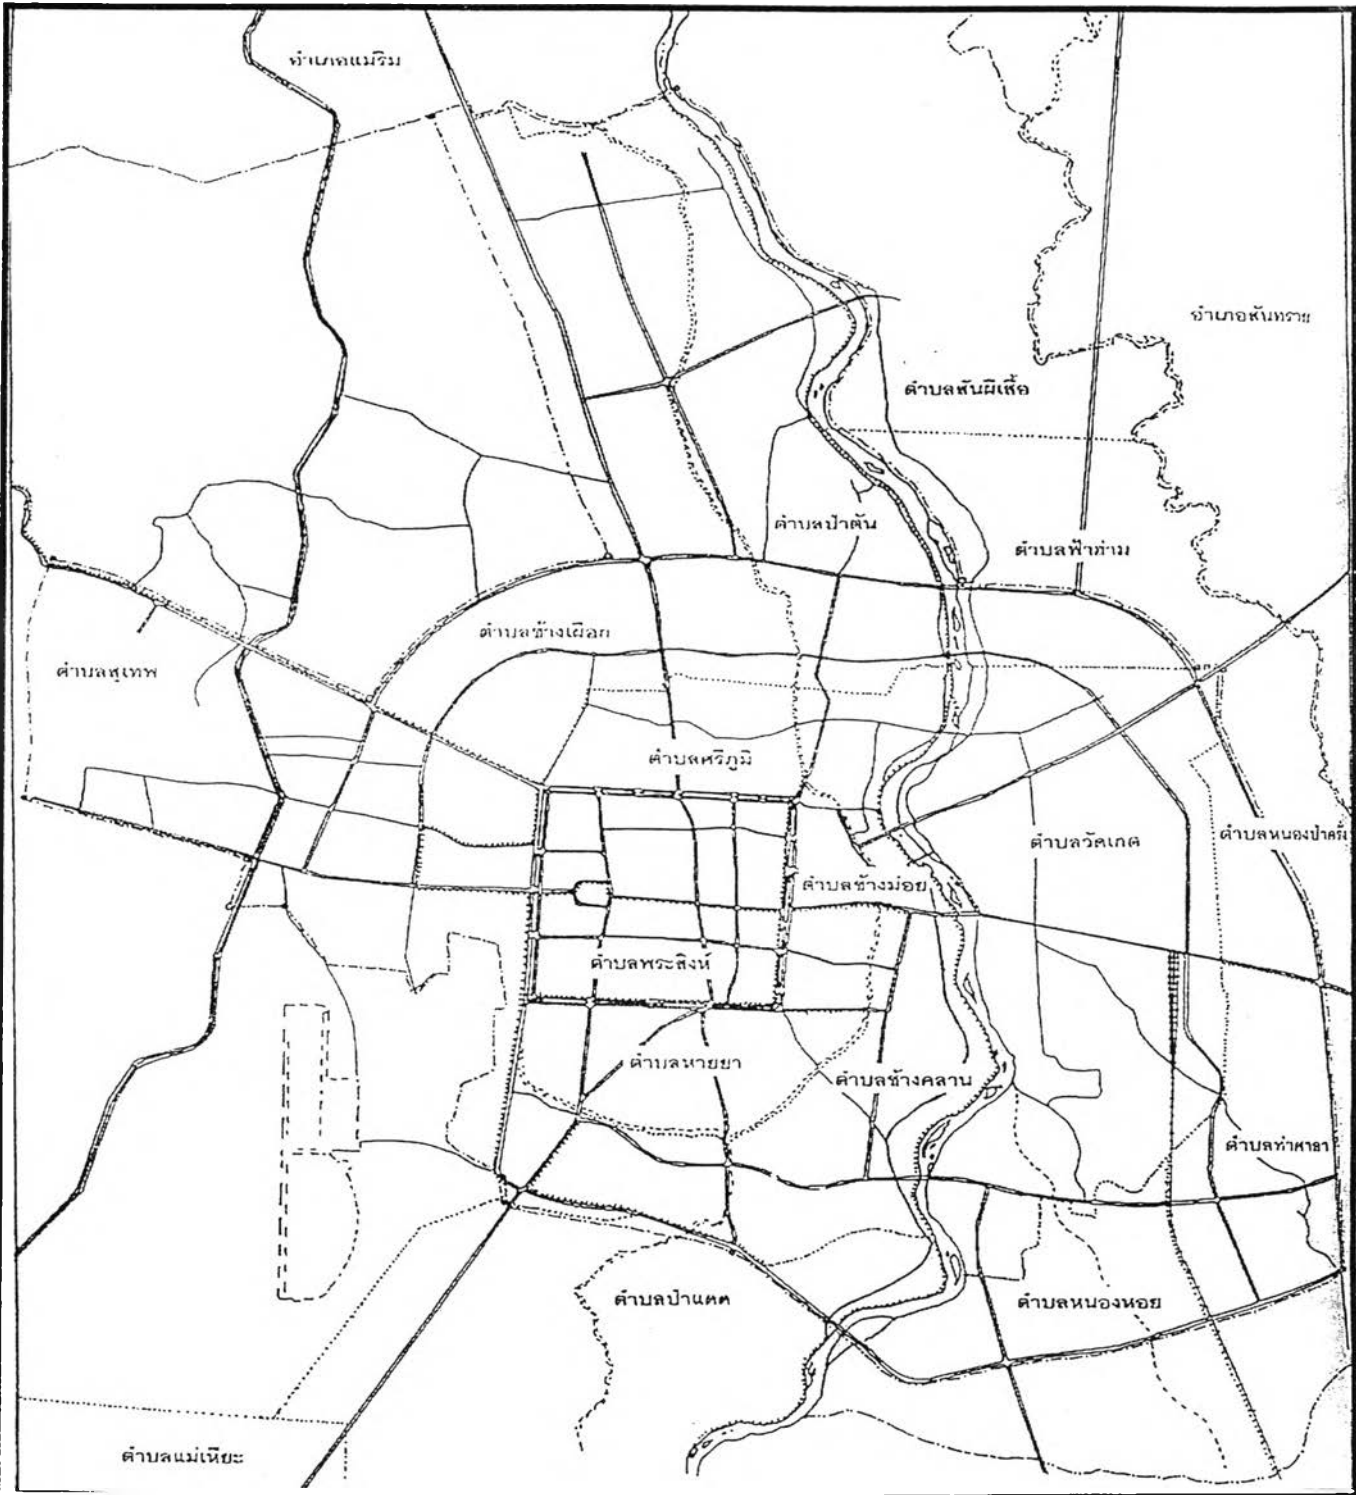 อำเภอแม่ริม
อำเภอสันทราย
ตำบลสันผีเสื้อ
ตำบลป่าตัน
ตำบลฟ้าฮ่าม
ตำบลช้างเผือก
ตำบลสุเทพ
ตำบลศรีภูมิ
ตำบลหนองป่าครั่ง
ตำบลวัดเกต
ตำบลช้างม่อย
ตำบลพระสิงห์
ตำบลหายยา
ตำบลช้างคลาน
ตำบลท่าศาลา
ตำบลป่าแดด
ตำบลหนองหอย
ตำบลแม่เหียะ